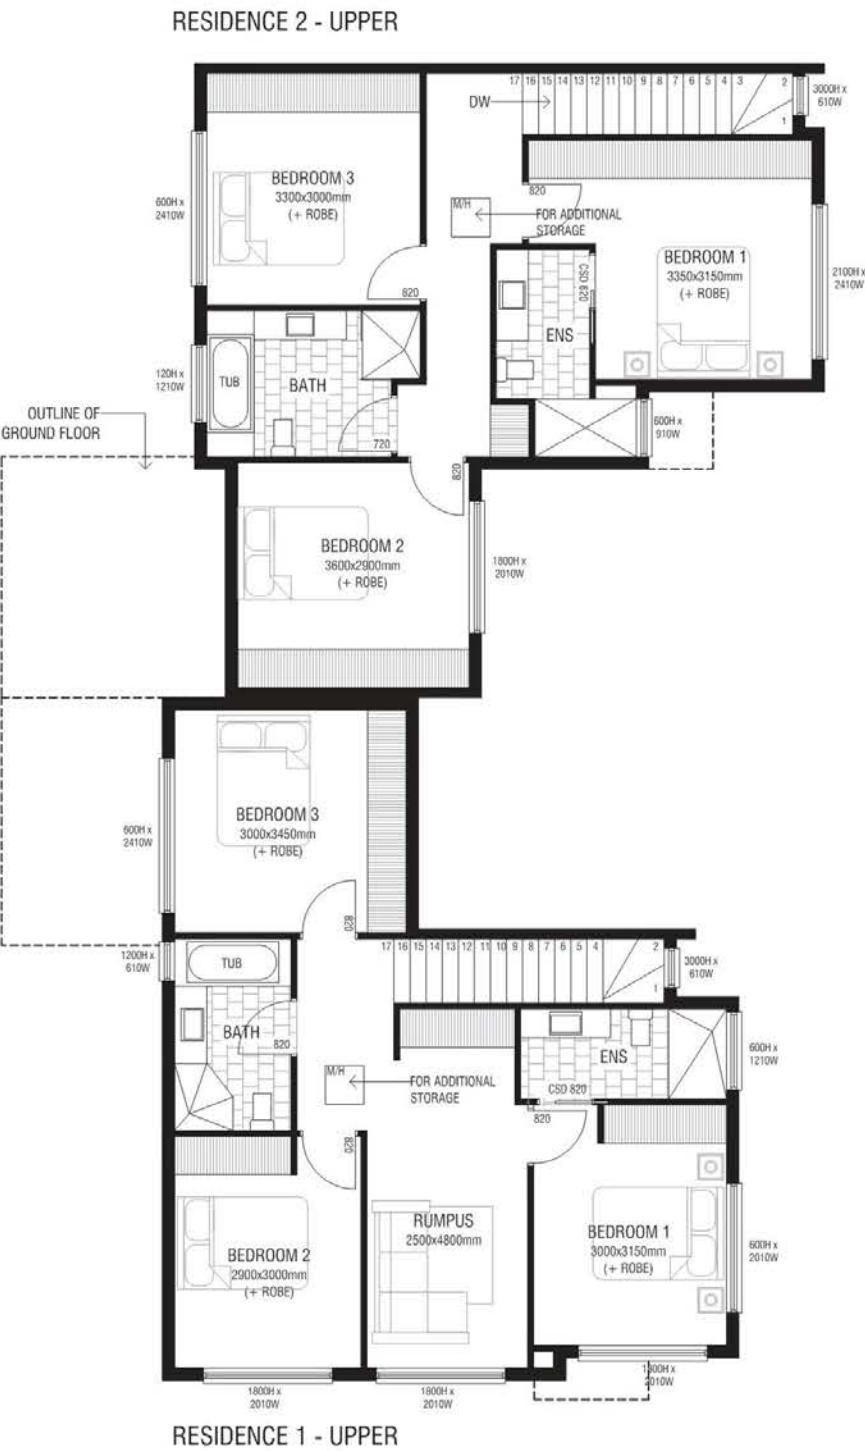 RESIDENCE 2 - UPPER
17 16 15 14 13 12 11 10 9 8 7 6 5 4 3 2
1
DW
3000H x
610W
BEDROOM 3
3300x3000mm
(+ ROBE)
600H x
2410W
820
M/H
FOR ADDITIONAL
STORAGE
820
BEDROOM 1
3350x3150mm
(+ ROBE)
2100H x
2410W
CSD 820
ENS
120H x
1210W
TUB
BATH
720
600H x
910W
OUTLINE OF
GROUND FLOOR
820
BEDROOM 2
3600x2900mm
(+ ROBE)
1800H x
2010W
BEDROOM 3
3000x3450mm
(+ ROBE)
600H x
2410W
820
17 16 15 14 13 12 11 10 9 8 7 6 5 4 2
1
1200H x
610W
TUB
3000H x
610W
BATH
820
ENS
600H x
1210W
M/H
FOR ADDITIONAL
STORAGE
CSD 820
820
820
BEDROOM 2
2900x3000mm
(+ ROBE)
RUMPUS
2500x4800mm
BEDROOM 1
3000x3150mm
(+ ROBE)
600H x
2010W
1800H x
2010W
1800H x
2010W
1800H x
2010W
RESIDENCE 1 - UPPER